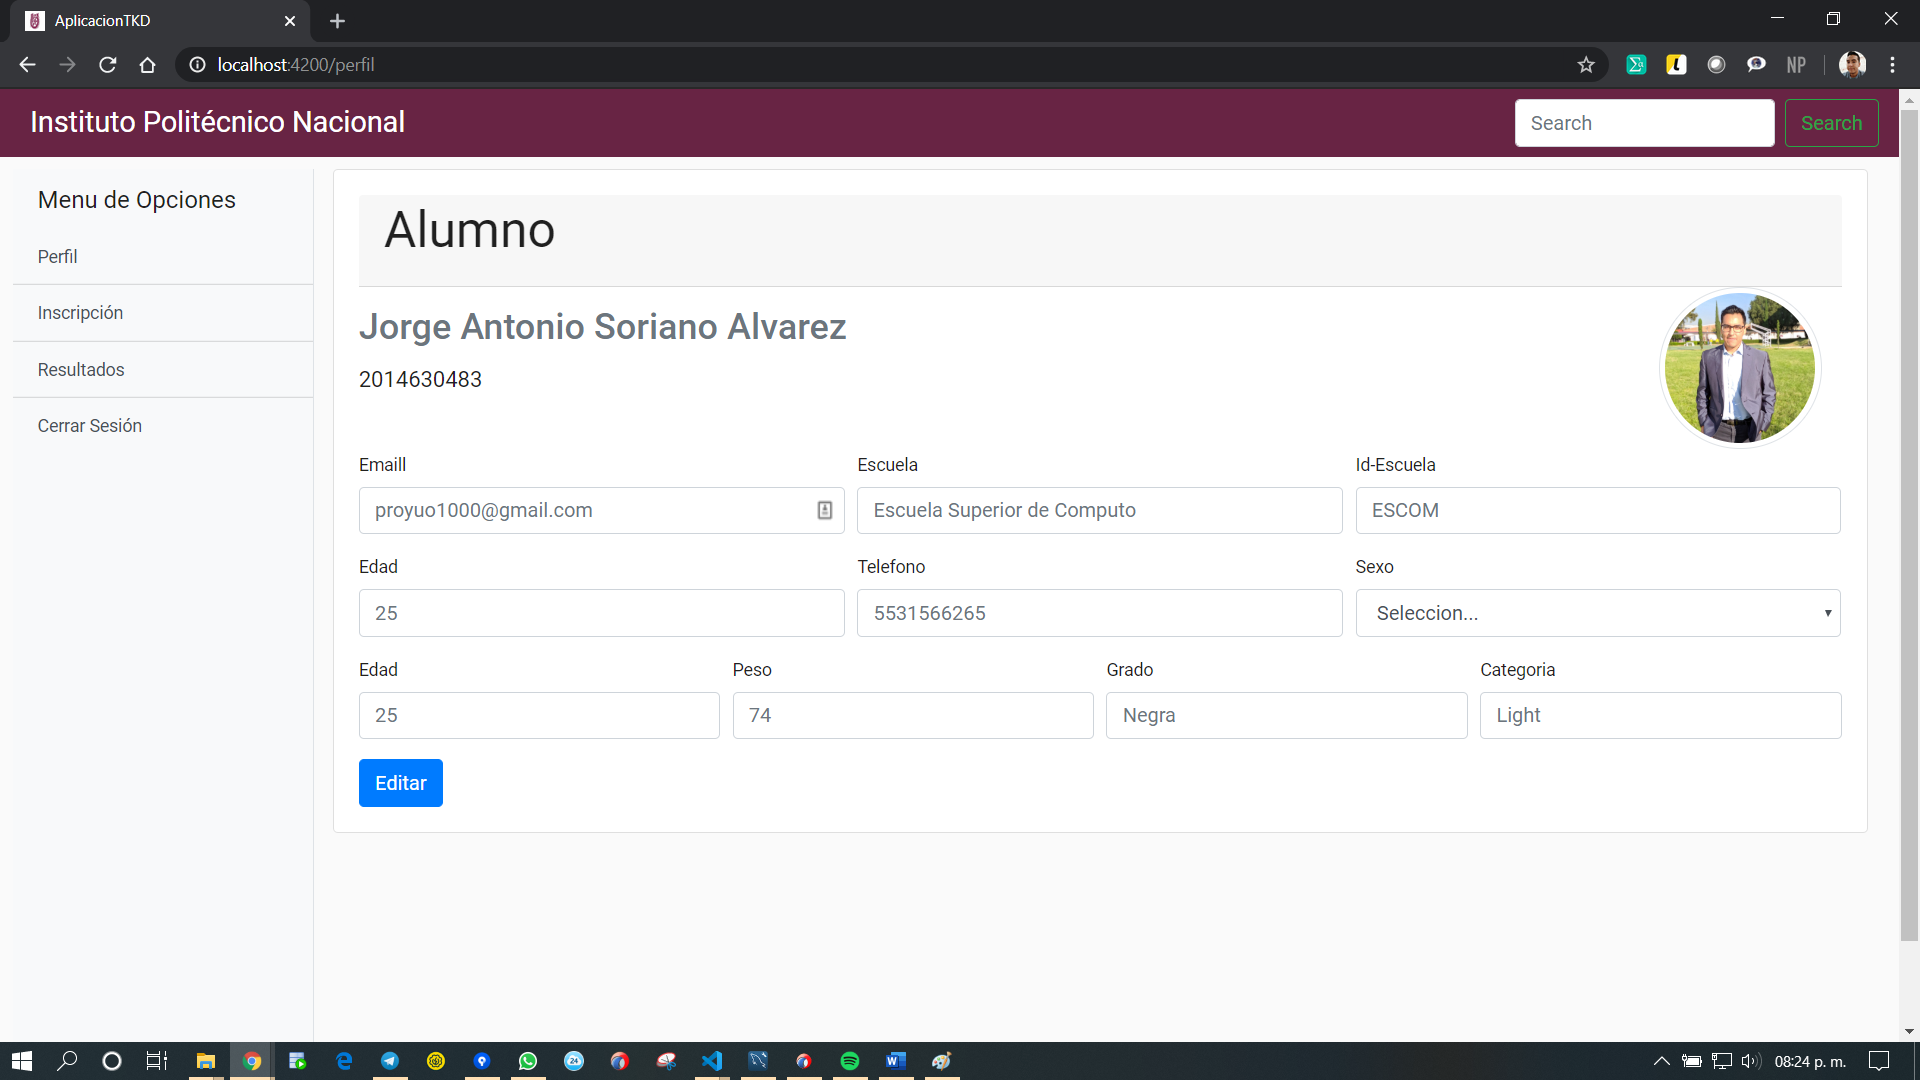 AplicacionTKD
localhost:4200/perfil
NP
Instituto Politécnico Nacional
Search
Search
Menu de Opciones
Perfil
Inscripción
Resultados
Cerrar Sesión
Alumno
Jorge Antonio Soriano Alvarez
2014630483
Emaill
Escuela
Id-Escuela
proyuo1000@gmail.com
Escuela Superior de Computo
ESCOM
Edad
Telefono
Sexo
25
5531566265
Seleccion...
Edad
Peso
Grado
Categoria
25
74
Negra
Light
Editar
24
08:24 p. m.